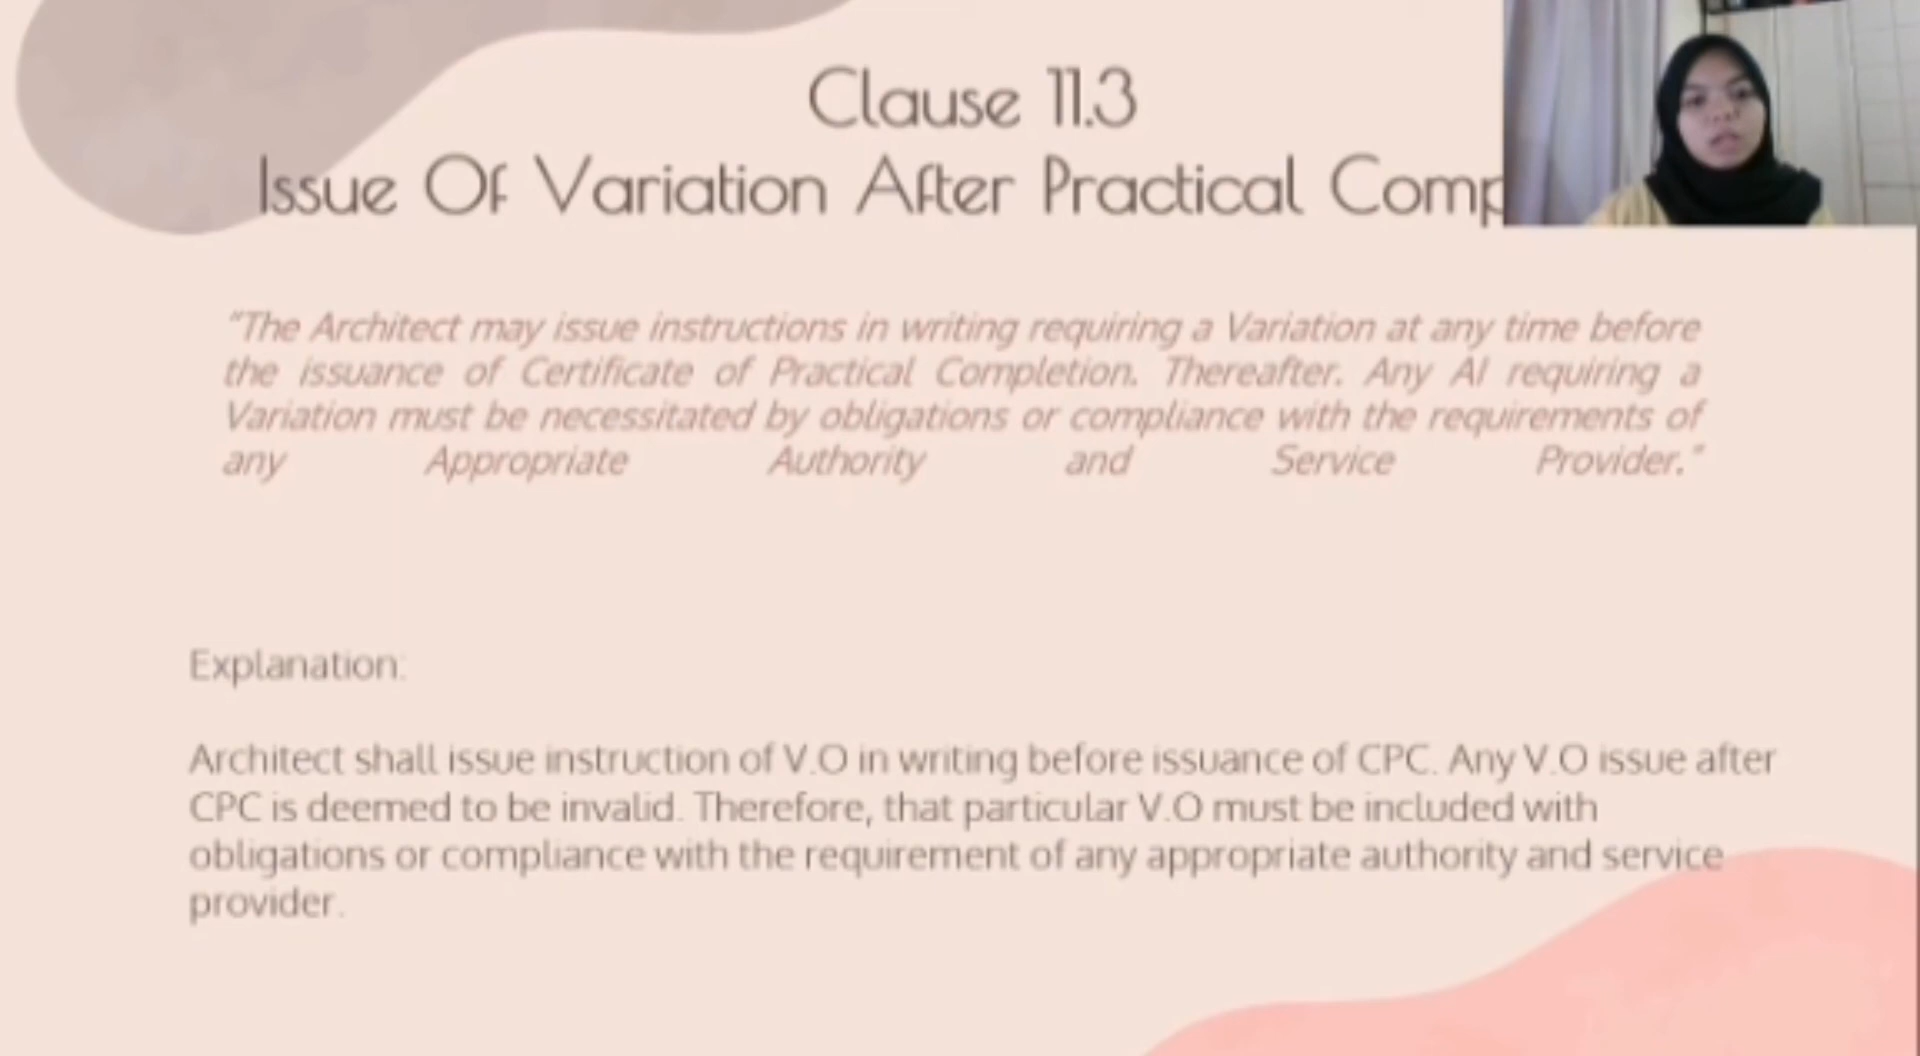 Clause 11.3
Issue Of Variation After Practical Comp
"The Architect may issue instructions in writing requiring a Variation at any time before
the issuance of Certificate of Practical Completion. Thereafter. Any AI requiring a
Variation must be necessitated by obligations or compliance with the requirements of
any Appropriate Authority and Service Provider."
Explanation:
Architect shall issue instruction of V.O in writing before issuance of CPC. Any V.O issue after
CPC is deemed to be invalid. Therefore, that particular V.O must be included with
obligations or compliance with the requirement of any appropriate authority and service
provider.